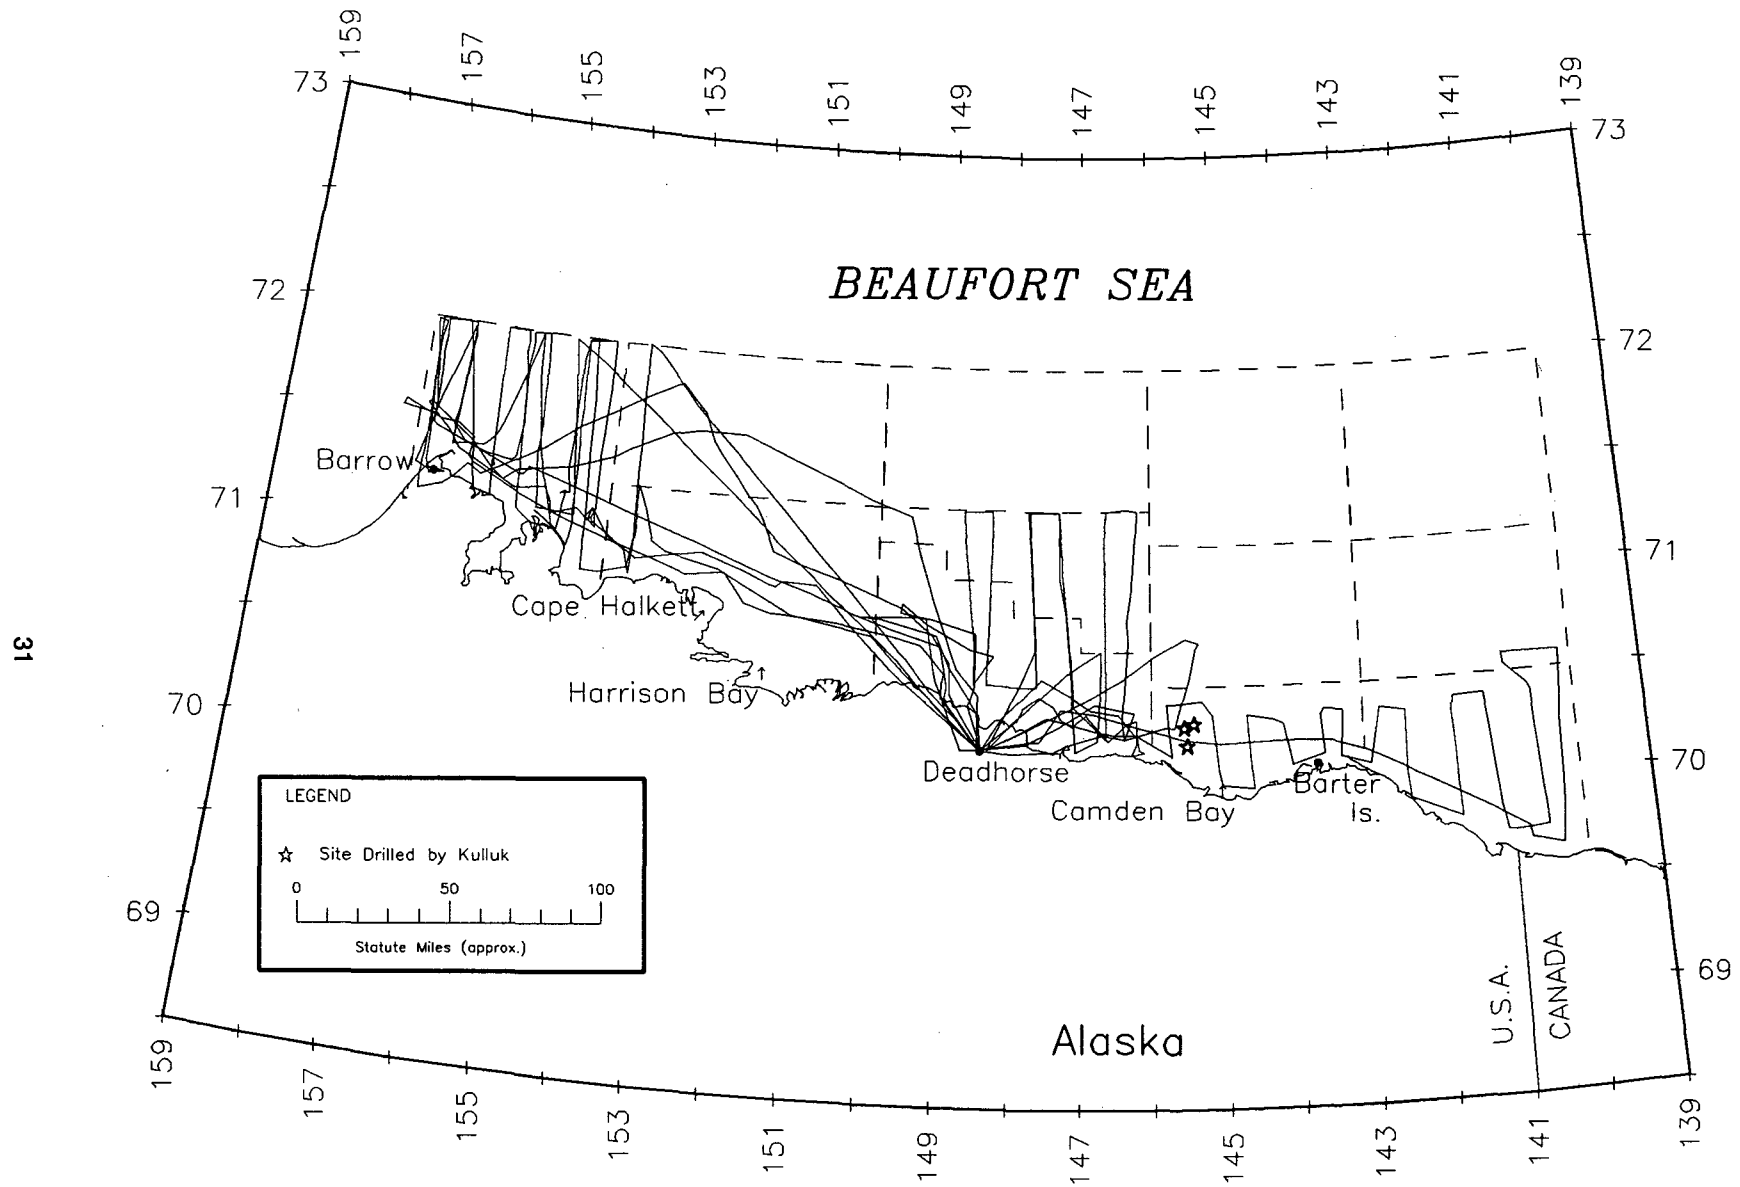 159
157
155
153
151
149
147
145
143
141
139
73
73
BEAUFORT SEA
72
72
Barrow
71
71
Cape Halkett
31
Harrison Bay
70
70
Deadhorse
Barter
Is.
Camden Bay
LEGEND
Site Drilled by Kulluk
0 50 100
Statute Miles (approx.)
69
69
U.S.A.
CANADA
Alaska
159
157
155
153
151
149
147
145
143
141
139